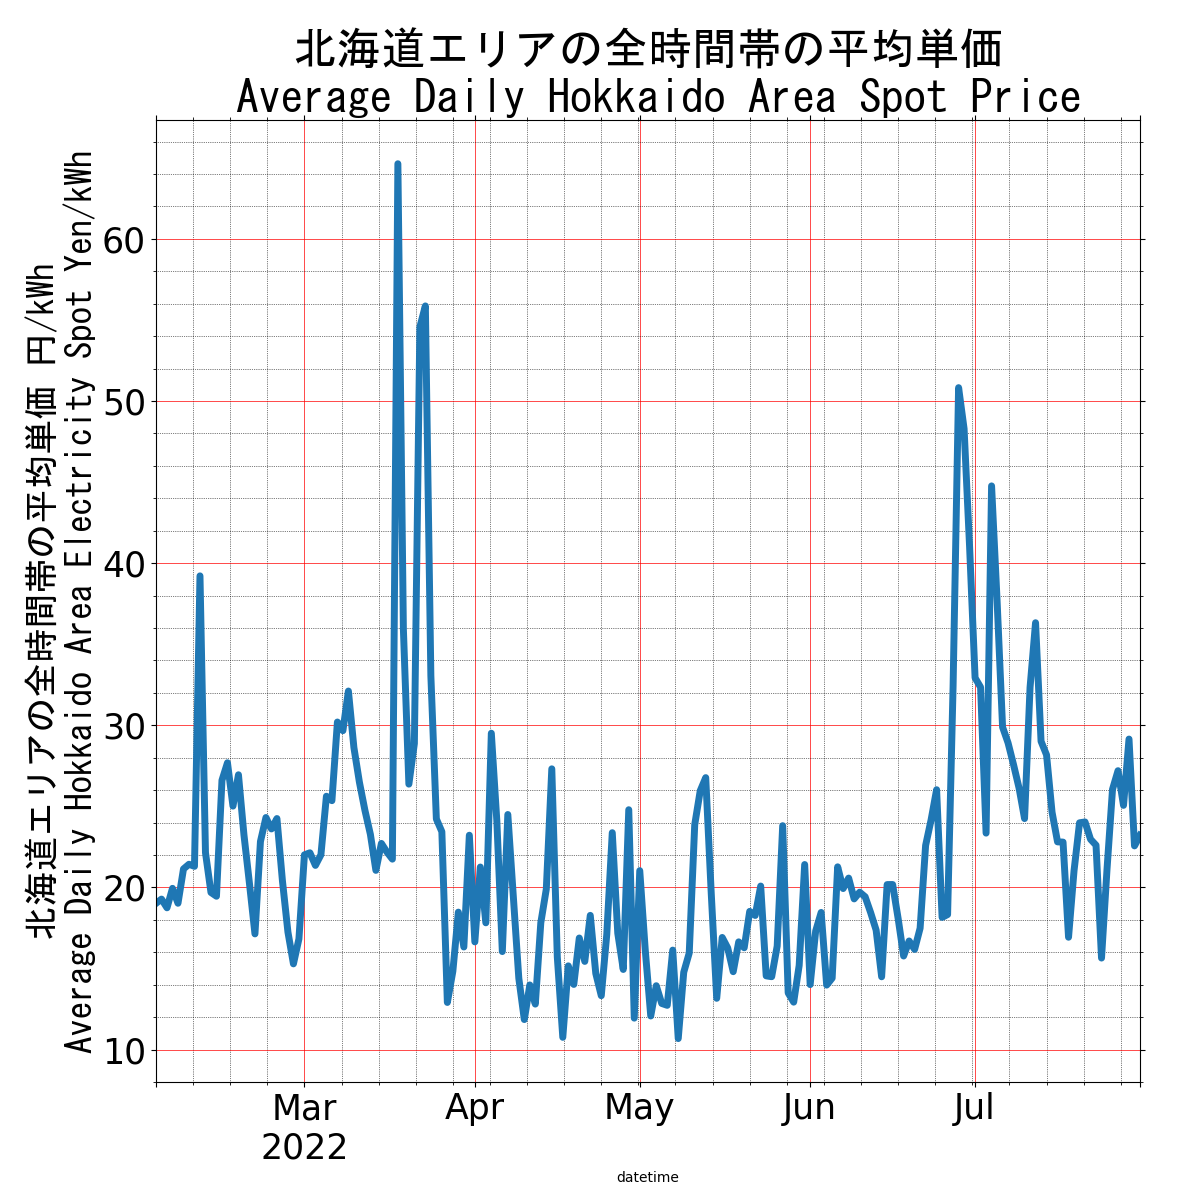 北海道エリアの全時間帯の平均単価
Average Daily Hokkaido Area Spot Price
北海道エリアの全時間帯の平均単価 円/kWh
Average Daily Hokkaido Area Electricity Spot Yen/kWh
60
50
40
30
20
10
Mar
2022
Apr
May
Jun
Jul
datetime